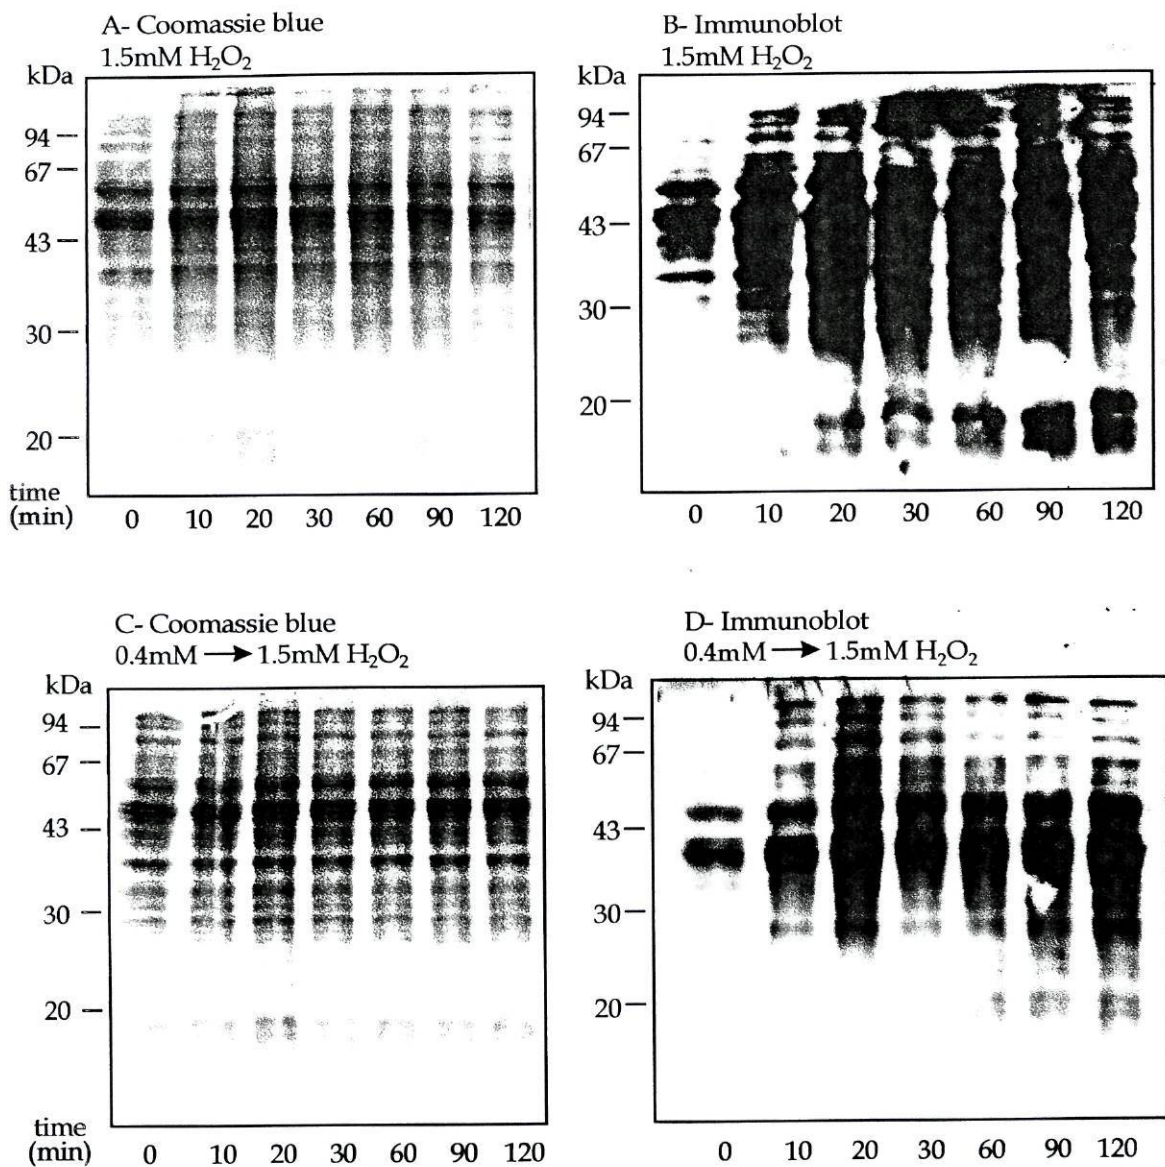 A- Coomassie blue
1.5mM H₂O₂
kDa
94
67
43
30
20
time
(min)
0 10 20 30 60 90 120
B- Immunoblot
1.5mM H₂O₂
kDa
94
67
43
30
20
0 10 20 30 60 90 120
C- Coomassie blue
0.4mM → 1.5mM H₂O₂
kDa
94
67
43
30
20
time
(min)
0 10 20 30 60 90 120
D- Immunoblot
0.4mM → 1.5mM H₂O₂
kDa
94
67
43
30
20
0 10 20 30 60 90 120